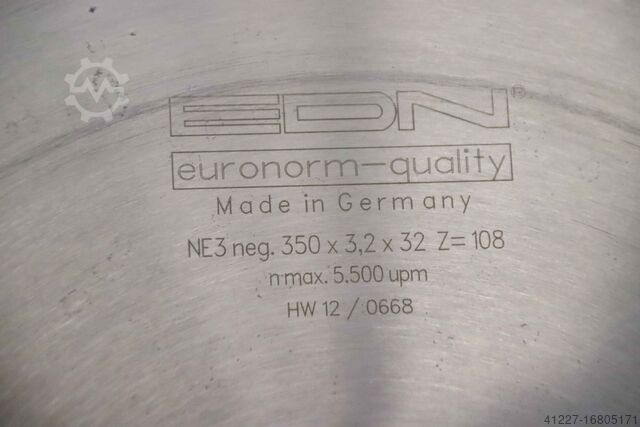 EDN®
euronorm-quality
Made in Germany
NE3 neg. 350 x 3,2 x 32 Z= 108
n max. 5.500 upm
HW 12 / 0668
41227-16805171